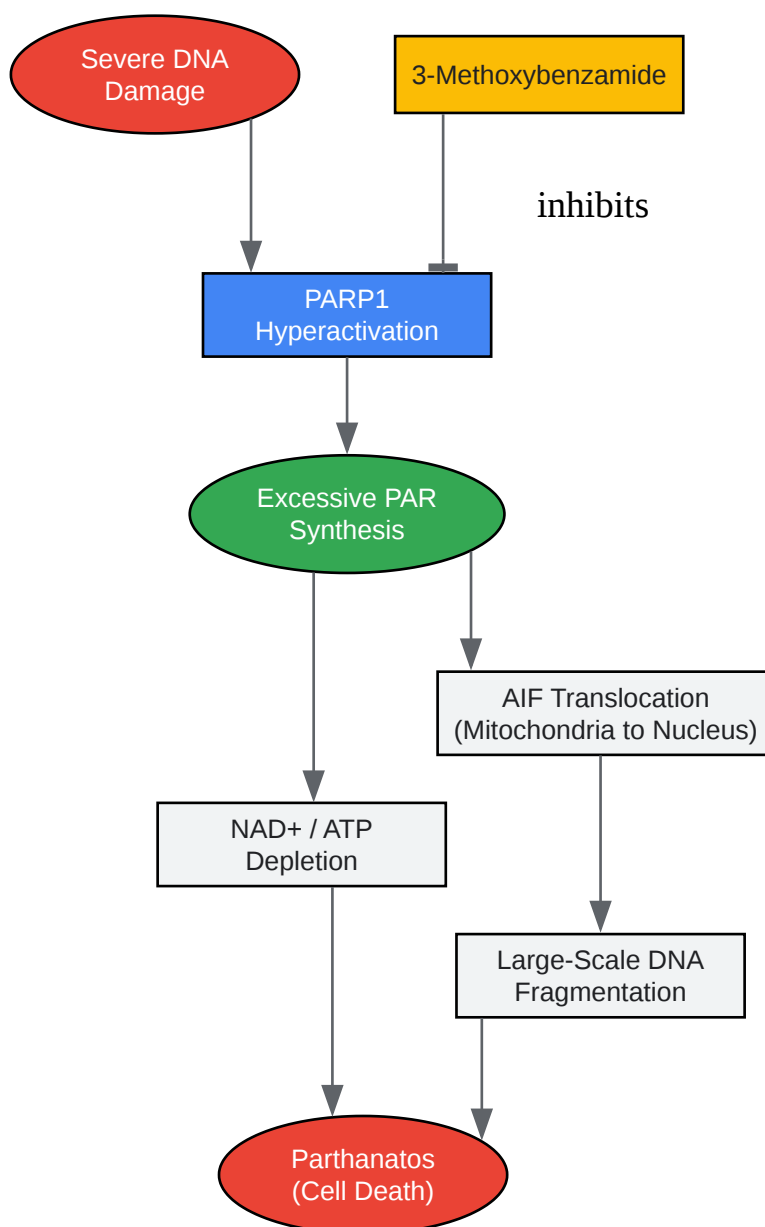 Severe DNA
Damage
3-Methoxybenzamide
inhibits
PARP1
Hyperactivation
Excessive PAR
Synthesis
AIF Translocation
(Mitochondria to Nucleus)
NAD+ / ATP
Depletion
Large-Scale DNA
Fragmentation
Parthanatos
(Cell Death)